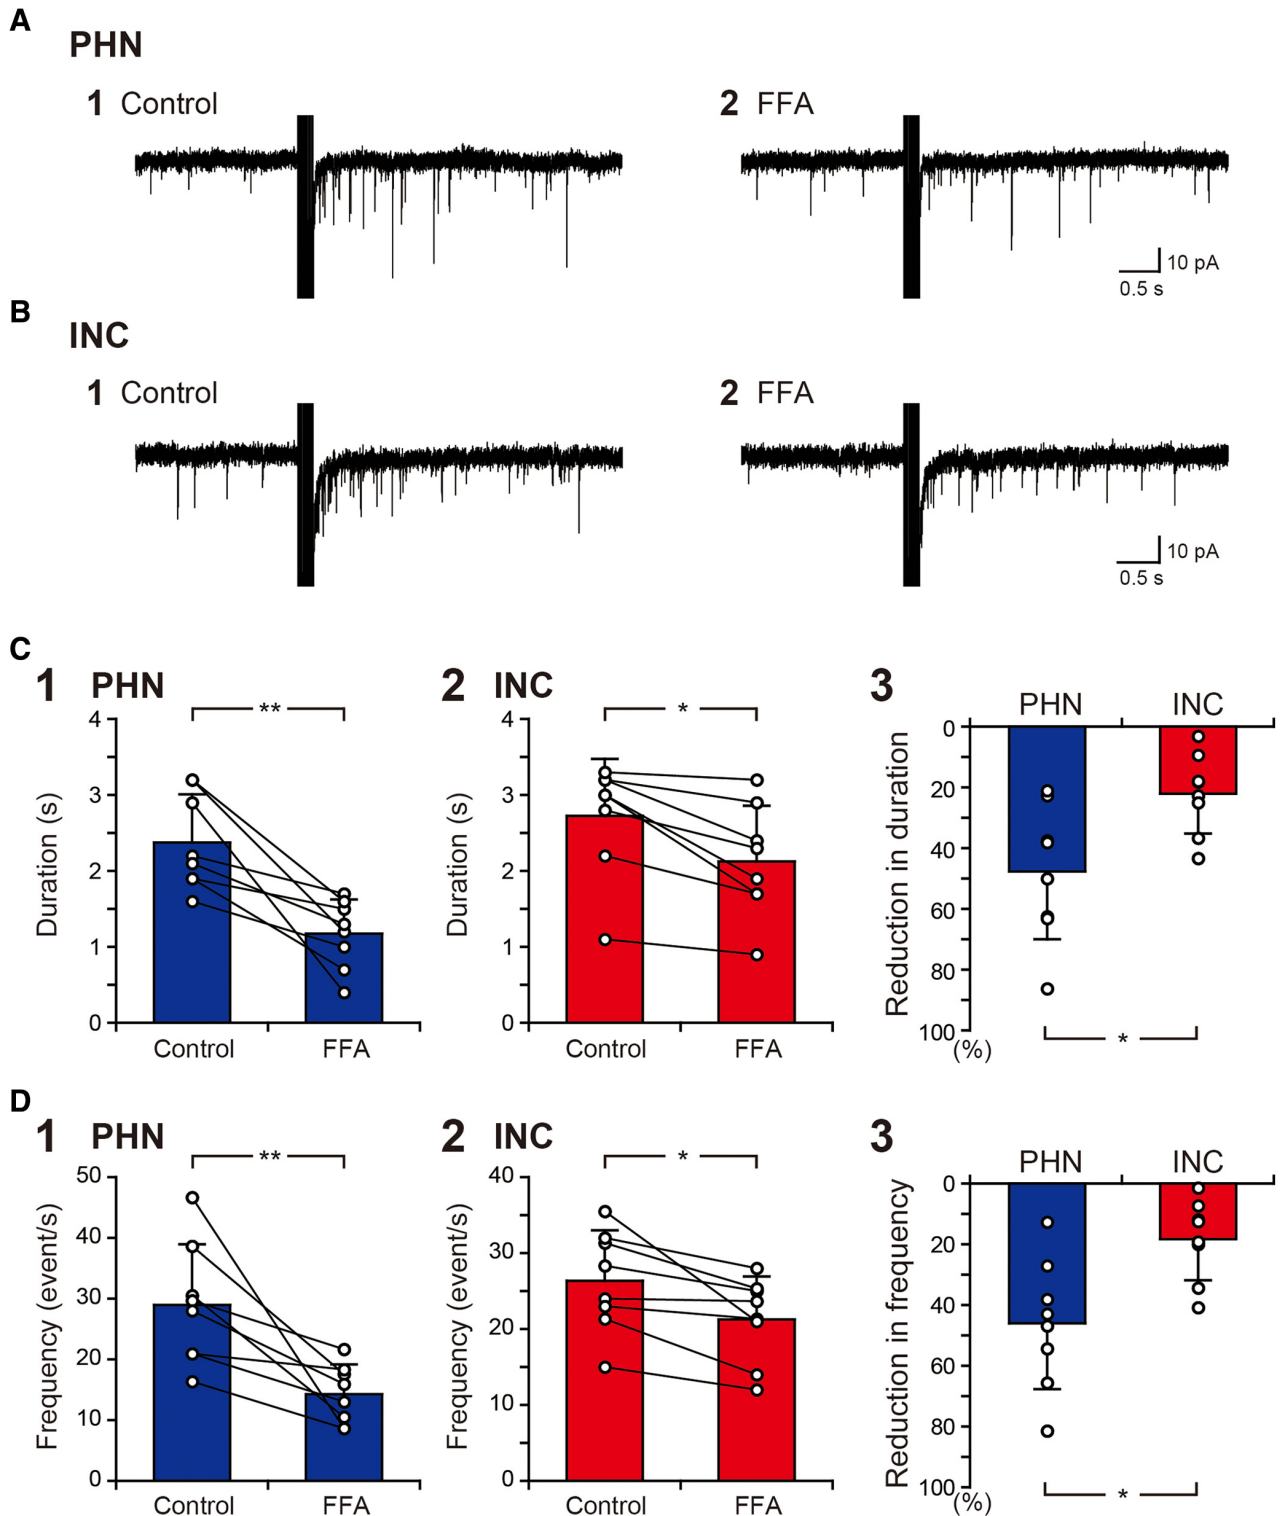 A
PHN
1 Control
2 FFA
10 pA
0.5 s
B
INC
1 Control
2 FFA
10 pA
0.5 s
C
1 PHN
2 INC
3
**
*
PHN INC
4
3
2
1
0
Duration (s)
Control FFA
4
3
2
1
0
Duration (s)
Control FFA
0
20
40
60
80
100
(%)
Reduction in duration
*
D
1 PHN
2 INC
3
**
*
PHN INC
50
40
30
20
10
0
Frequency (event/s)
Control FFA
40
30
20
10
0
Frequency (event/s)
Control FFA
0
20
40
60
80
100
(%)
Reduction in frequency
*